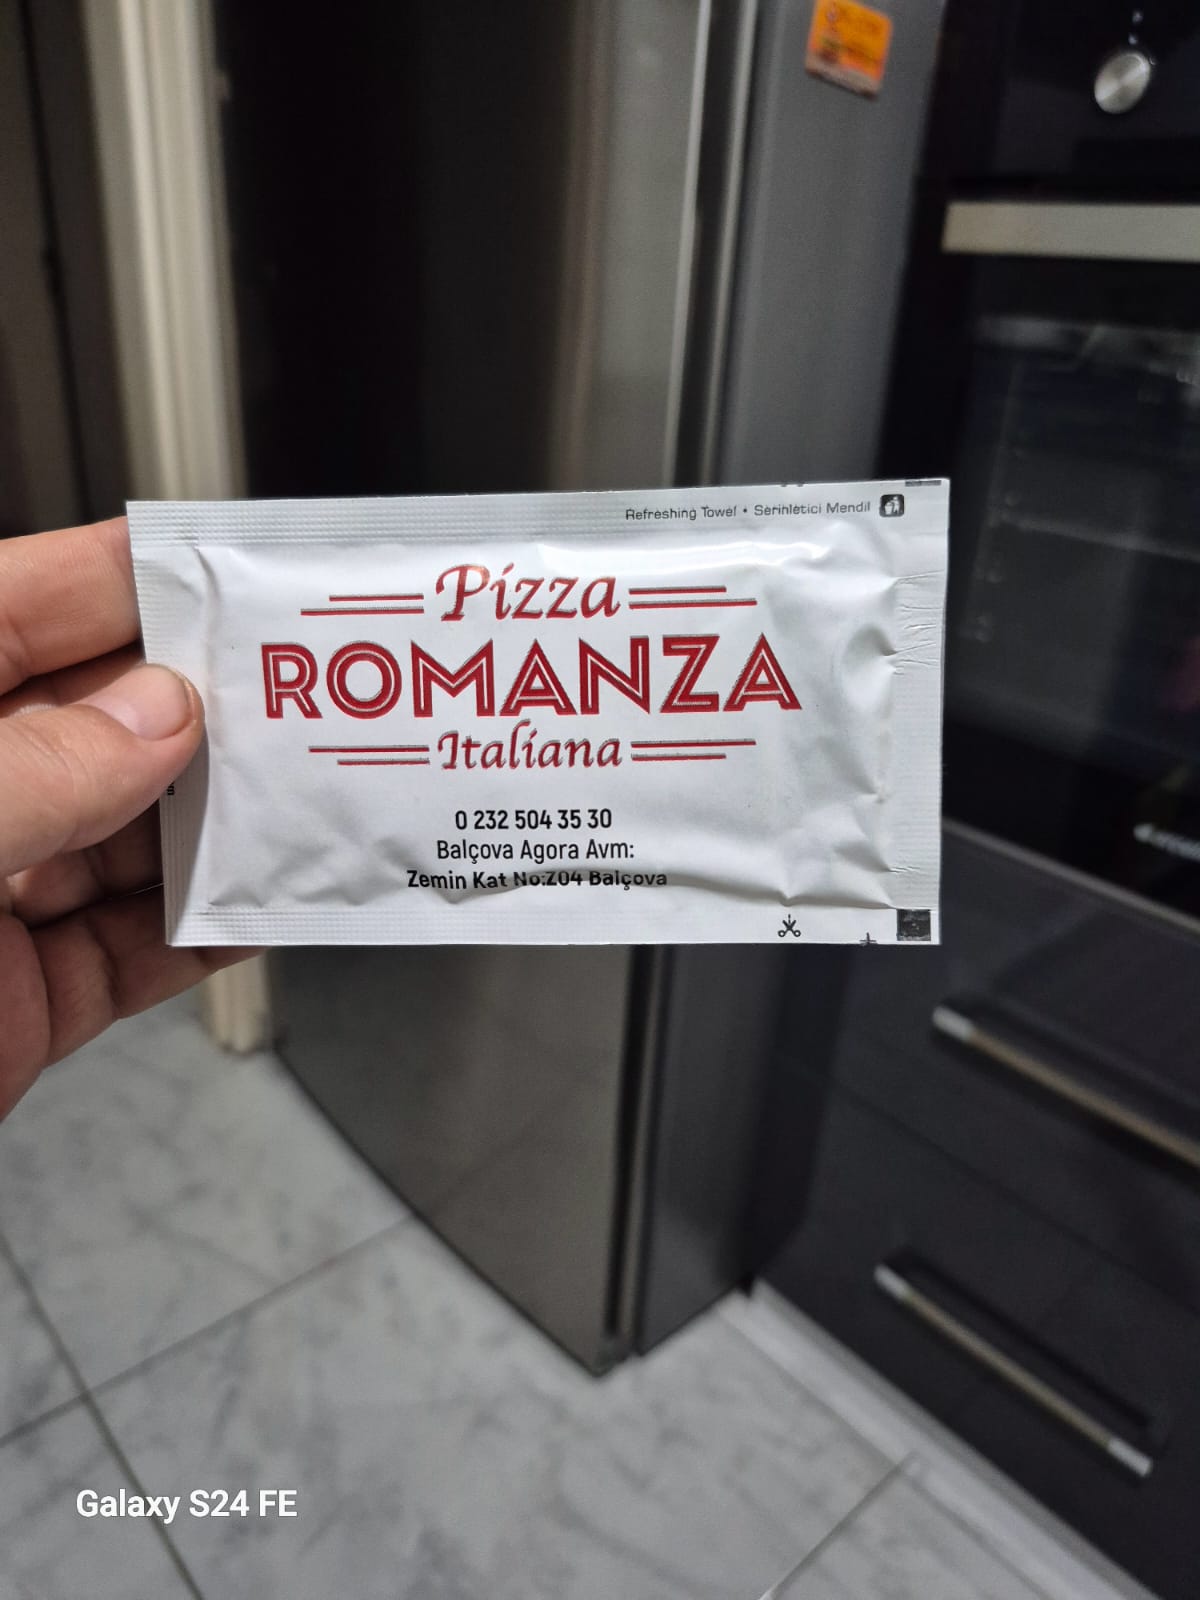 Refreshing Towel • Serinletici Mendil
Pizza
ROMANZA
Italiana
0 232 504 35 30
Balçova Agora Avm:
Zemin Kat No:Z04 Balçova
Galaxy S24 FE